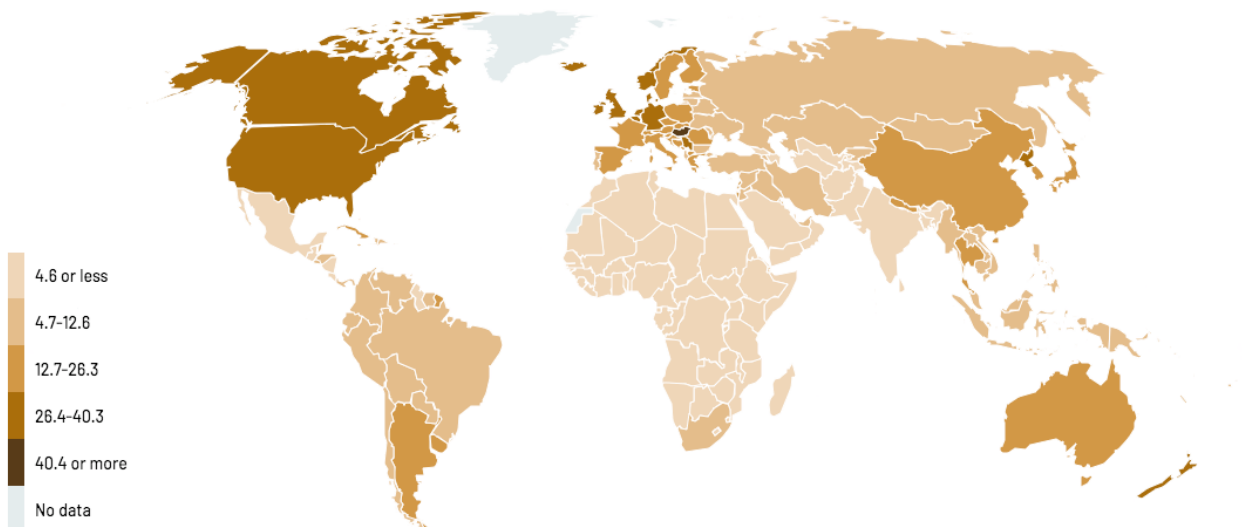 4.6 or less
4.7-12.6
12.7-26.3
26.4-40.3
40.4 or more
No data